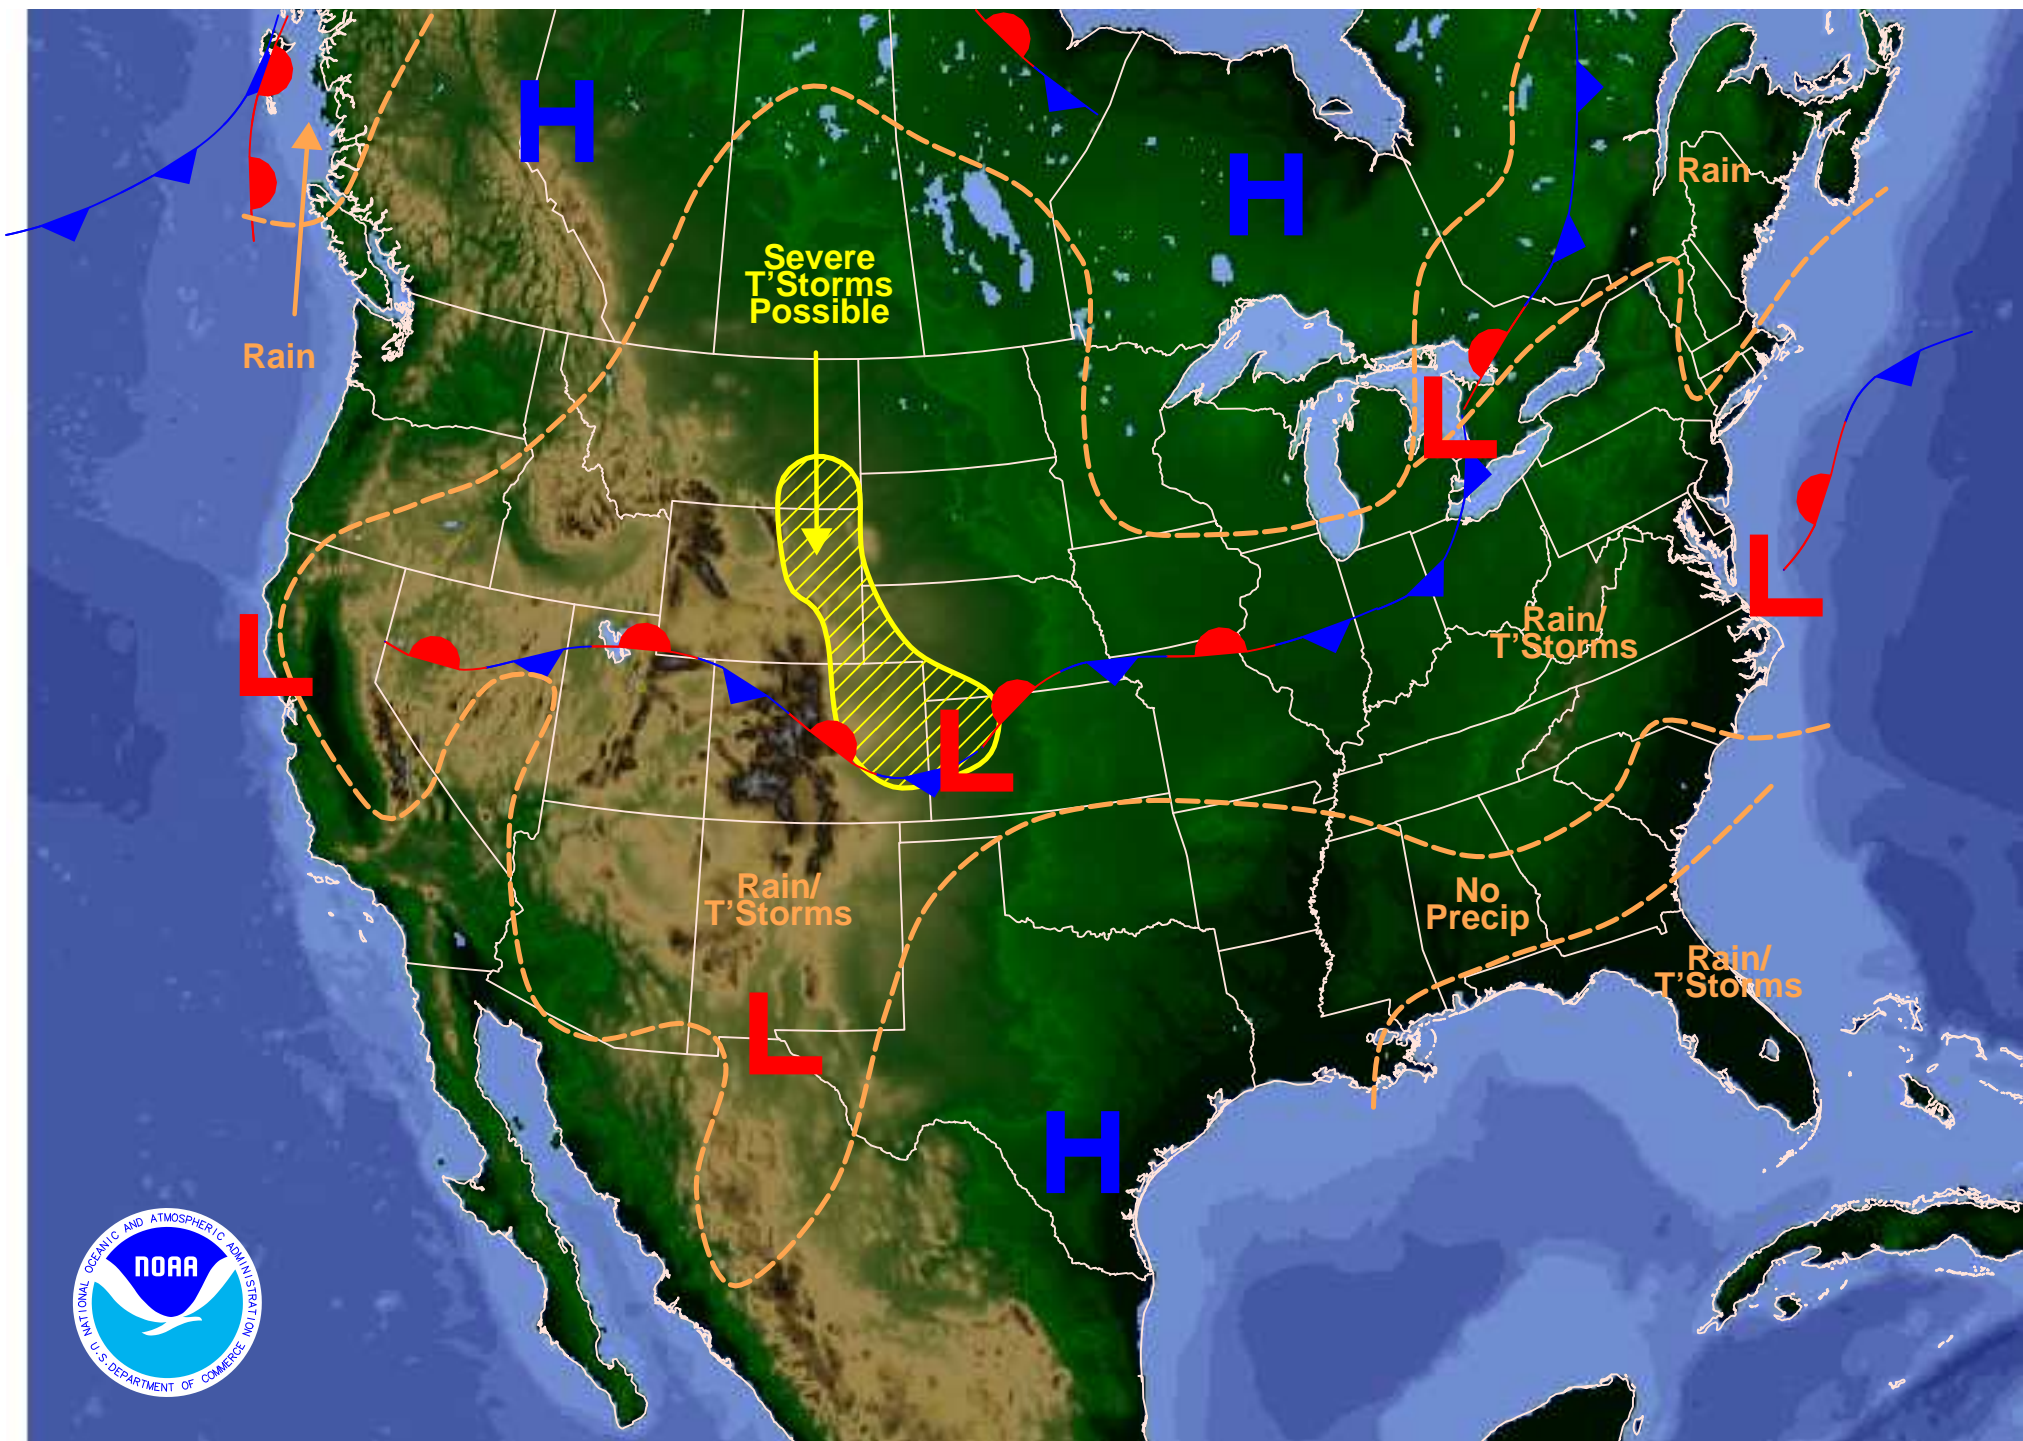 H
H
Rain
Severe
T'Storms
Possible
Rain
L
L
L
Rain/
T'Storms
L
L
Rain/
T'Storms
No
Precip
Rain/
T'Storms
L
H
NATIONAL OCEANIC AND ATMOSPHERIC ADMINISTRATION
NOAA
U.S. DEPARTMENT OF COMMERCE